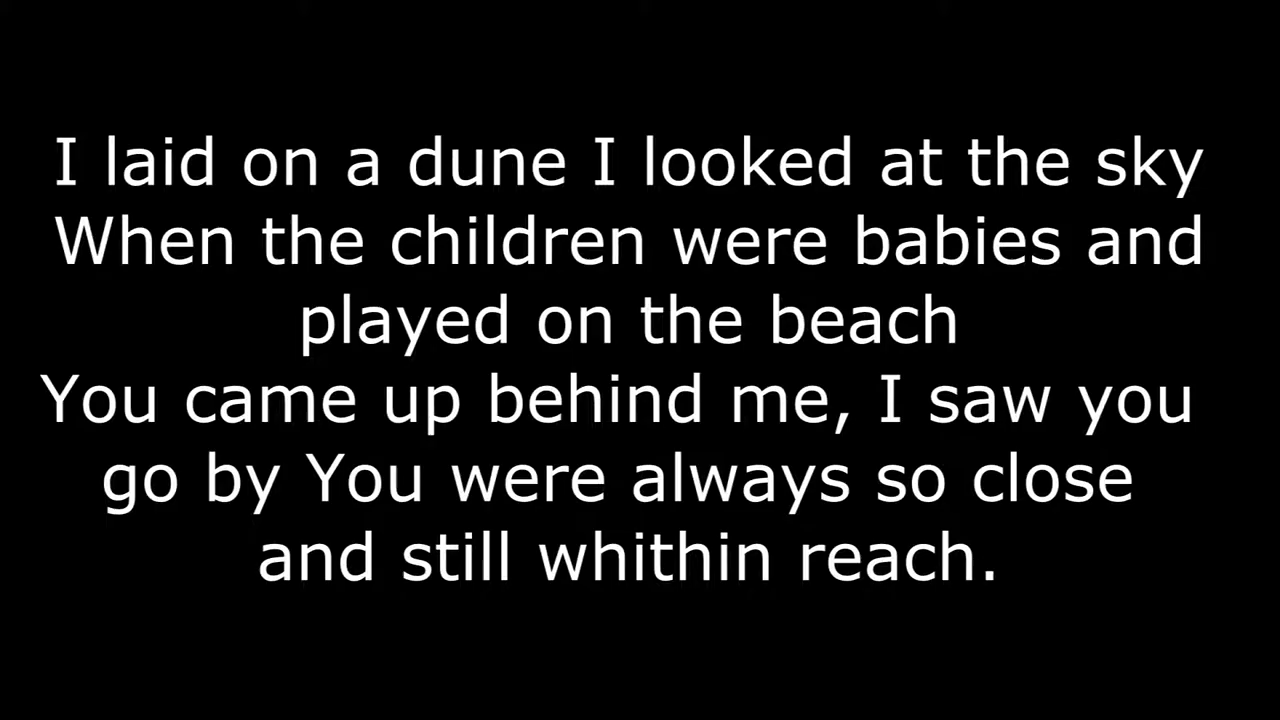 I laid on a dune I looked at the sky
When the children were babies and
played on the beach
You came up behind me, I saw you
go by You were always so close
and still whithin reach.